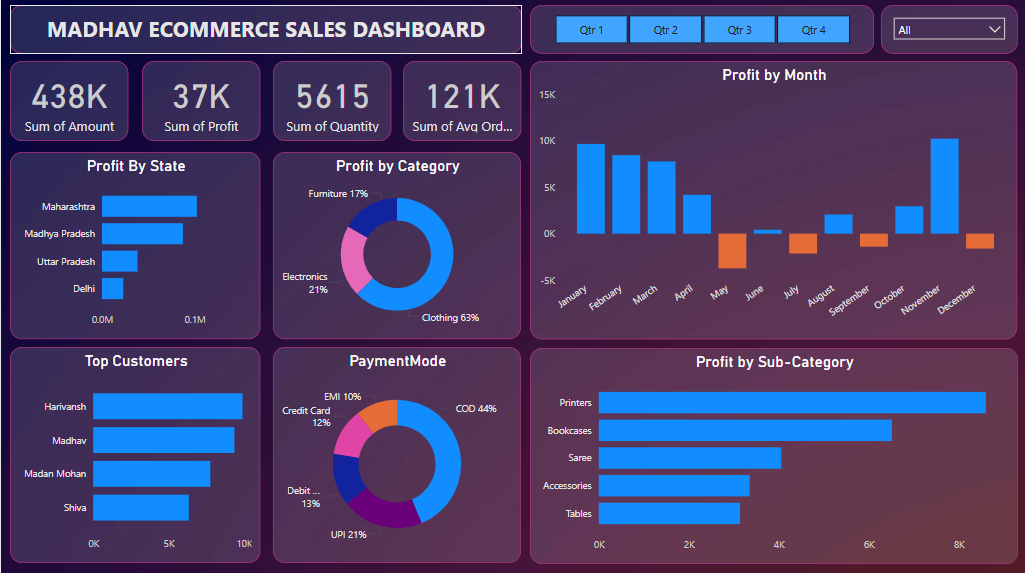 MADHAV ECOMMERCE SALES DASHBOARD
Qtr 1
Qtr 2
Qtr 3
Qtr 4
All
438K
Sum of Amount
37K
Sum of Profit
5615
Sum of Quantity
121K
Sum of Avg Ord...
Profit By State
Maharashtra
Madhya Pradesh
Uttar Pradesh
Delhi
0.0M
0.1M
Profit by Category
Furniture 17%
Electronics
21%
Clothing 63%
Profit by Month
15K
10K
5K
0K
-5K
January
February
March
April
May
June
July
August
September
October
November
December
Top Customers
Harivansh
Madhav
Madan Mohan
Shiva
0K
5K
10K
PaymentMode
EMI 10%
Credit Card
12%
COD 44%
Debit ...
13%
UPI 21%
Profit by Sub-Category
Printers
Bookcases
Saree
Accessories
Tables
0K
2K
4K
6K
8K